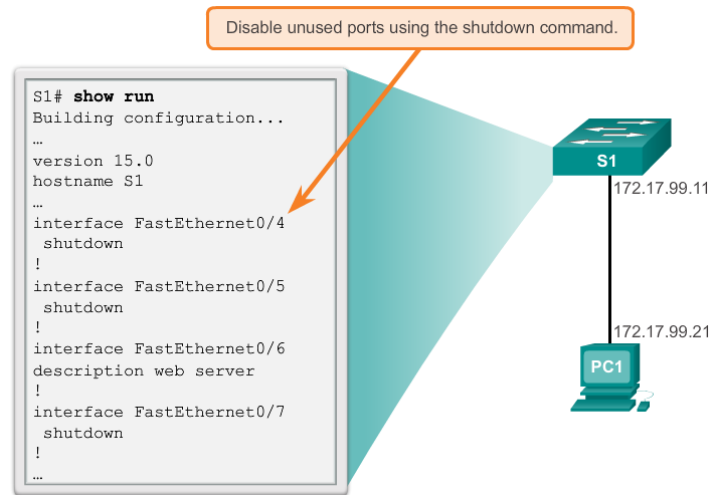 Disable unused ports using the shutdown command.
S1# show run
Building configuration...
…
version 15.0
hostname S1
…
interface FastEthernet0/4
shutdown
!
interface FastEthernet0/5
shutdown
!
interface FastEthernet0/6
description web server
!
interface FastEthernet0/7
shutdown
!
…
S1
172.17.99.11
172.17.99.21
PC1